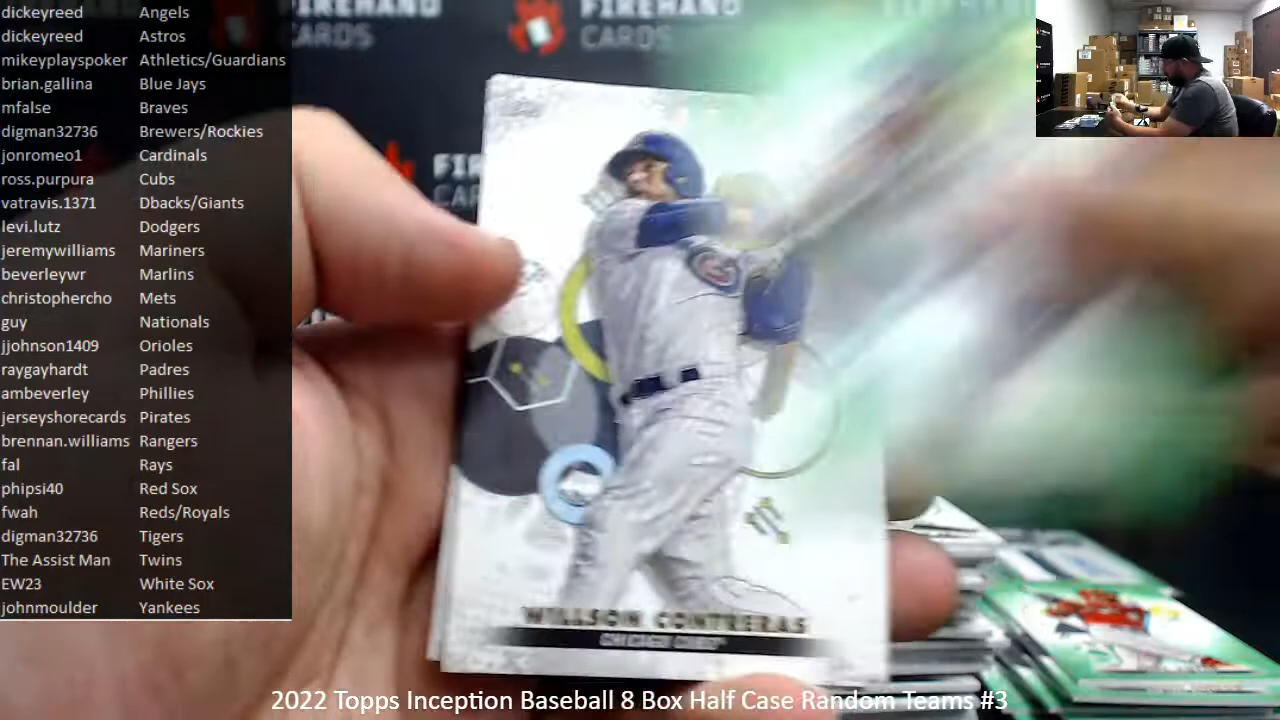 dickeyreed Angels
dickeyreed Astros
mikeyplayspoker Athletics/Guardians
brian.gallina Blue Jays
mfalse Braves
digman32736 Brewers/Rockies
jonromeo1 Cardinals
ross.purpura Cubs
vatravis.1371 Dbacks/Giants
levi.lutz Dodgers
jeremywilliams Mariners
beverleywr Marlins
christophercho Mets
guy Nationals
jjohnson1409 Orioles
raygayhardt Padres
ambeverley Phillies
jerseyshorecards Pirates
brennan.williams Rangers
fal Rays
phipsi40 Red Sox
fwah Reds/Royals
digman32736 Tigers
The Assist Man Twins
EW23 White Sox
johnmoulder Yankees
FIREHAND
CARDS
FIREHAND
CARDS
WILLSON CONTRERAS
CHICAGO CUBS
2022 Topps Inception Baseball 8 Box Half Case Random Teams #3